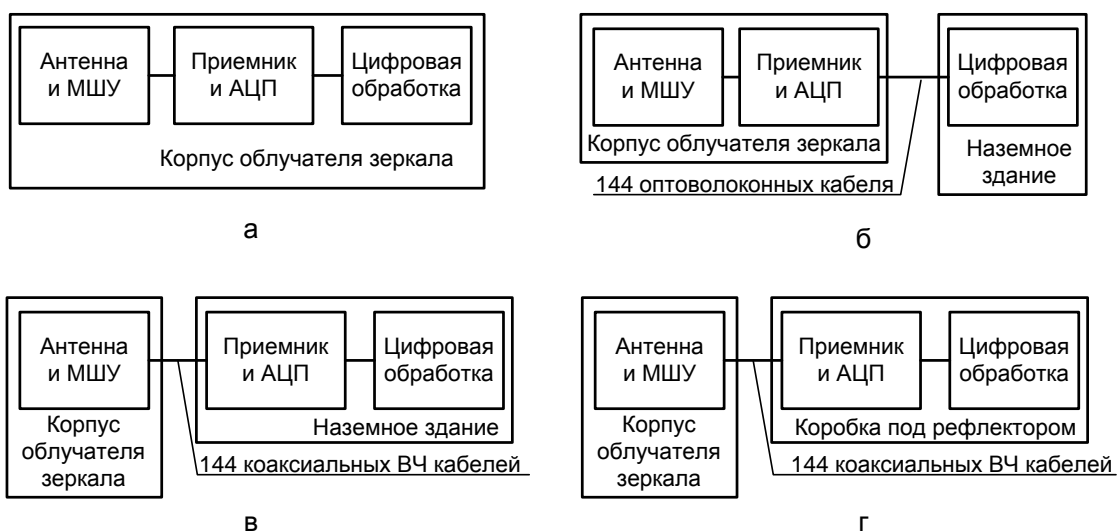 Антенна
и МШУ
Приемник
и АЦП
Цифровая
обработка
Корпус облучателя зеркала
а
Антенна
и МШУ
Приемник
и АЦП
Корпус облучателя зеркала
144 оптоволоконных кабеля
Цифровая
обработка
Наземное
здание
б
Антенна
и МШУ
Корпус
облучателя
зеркала
Приемник
и АЦП
Цифровая
обработка
Наземное здание
144 коаксиальных ВЧ кабелей
в
Антенна
и МШУ
Корпус
облучателя
зеркала
Приемник
и АЦП
Цифровая
обработка
Коробка под рефлектором
144 коаксиальных ВЧ кабелей
г